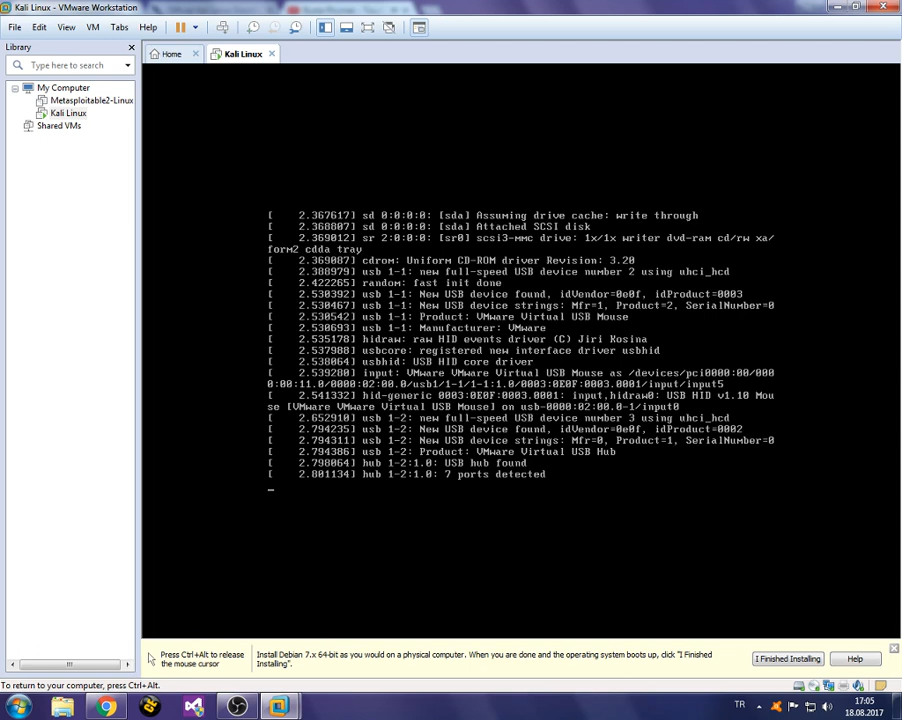 Kali Linux - VMware Workstation
File Edit View VM Tabs Help
Library
Type here to search
My Computer
Metasploitable2-Linux
Kali Linux
Shared VMs
Home Kali Linux
[    2.367617] sd 0:0:0:0: [sda] Assuming drive cache: write through
[    2.368807] sd 0:0:0:0: [sda] Attached SCSI disk
[    2.369012] sr 2:0:0:0: [sr0] scsi3-mmc drive: 1x/1x writer dvd-ram cd/rw xa/
form2 cdda tray
[    2.369087] cdrom: Uniform CD-ROM driver Revision: 3.20
[    2.388979] usb 1-1: new full-speed USB device number 2 using uhci_hcd
[    2.422265] random: fast init done
[    2.530392] usb 1-1: New USB device found, idVendor=0e0f, idProduct=0003
[    2.530467] usb 1-1: New USB device strings: Mfr=1, Product=2, SerialNumber=0
[    2.530542] usb 1-1: Product: VMware Virtual USB Mouse
[    2.530693] usb 1-1: Manufacturer: VMware
[    2.535178] hidraw: raw HID events driver (C) Jiri Kosina
[    2.537988] usbcore: registered new interface driver usbhid
[    2.538064] usbhid: USB HID core driver
[    2.539280] input: VMware VMware Virtual USB Mouse as /devices/pci0000:00/000
0:00:11.0/0000:02:00.0/usb1/1-1/1-1:1.0/0003:0E0F:0003.0001/input/input5
[    2.541332] hid-generic 0003:0E0F:0003.0001: input,hidraw0: USB HID v1.10 Mou
se [VMware VMware Virtual USB Mouse] on usb-0000:02:00.0-1/input0
[    2.652910] usb 1-2: new full-speed USB device number 3 using uhci_hcd
[    2.794235] usb 1-2: New USB device found, idVendor=0e0f, idProduct=0002
[    2.794311] usb 1-2: New USB device strings: Mfr=0, Product=1, SerialNumber=0
[    2.794386] usb 1-2: Product: VMware Virtual USB Hub
[    2.798064] hub 1-2:1.0: USB hub found
[    2.801134] hub 1-2:1.0: 7 ports detected
Press Ctrl+Alt to release
the mouse cursor
Install Debian 7.x 64-bit as you would on a physical computer. When you are done and the operating system boots up, click "I Finished
Installing".
I Finished Installing
Help
To return to your computer, press Ctrl+Alt.
TR
17:05
18.08.2017